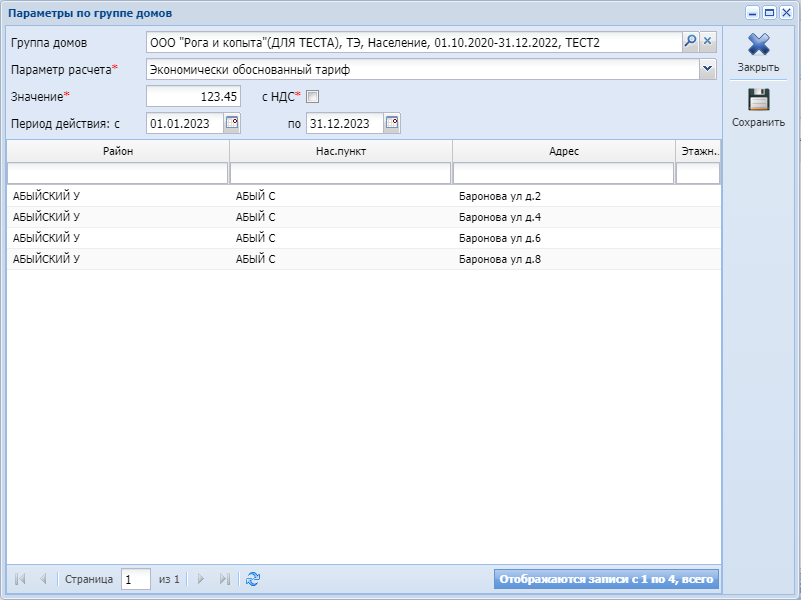 Параметры по группе домов
Группа домов ООО "Рога и копыта"(ДЛЯ ТЕСТА), ТЭ, Население, 01.10.2020-31.12.2022, ТЕСТ2
Закрыть
Параметр расчета* Экономически обоснованный тариф
Значение* 123.45 с НДС*
Сохранить
Период действия: с 01.01.2023 по 31.12.2023
Район Нас.пункт Адрес Этажн..
АБЫЙСКИЙ У АБЫЙ С Баронова ул д.2
АБЫЙСКИЙ У АБЫЙ С Баронова ул д.4
АБЫЙСКИЙ У АБЫЙ С Баронова ул д.6
АБЫЙСКИЙ У АБЫЙ С Баронова ул д.8
Страница 1 из 1 Отображаются записи с 1 по 4, всего